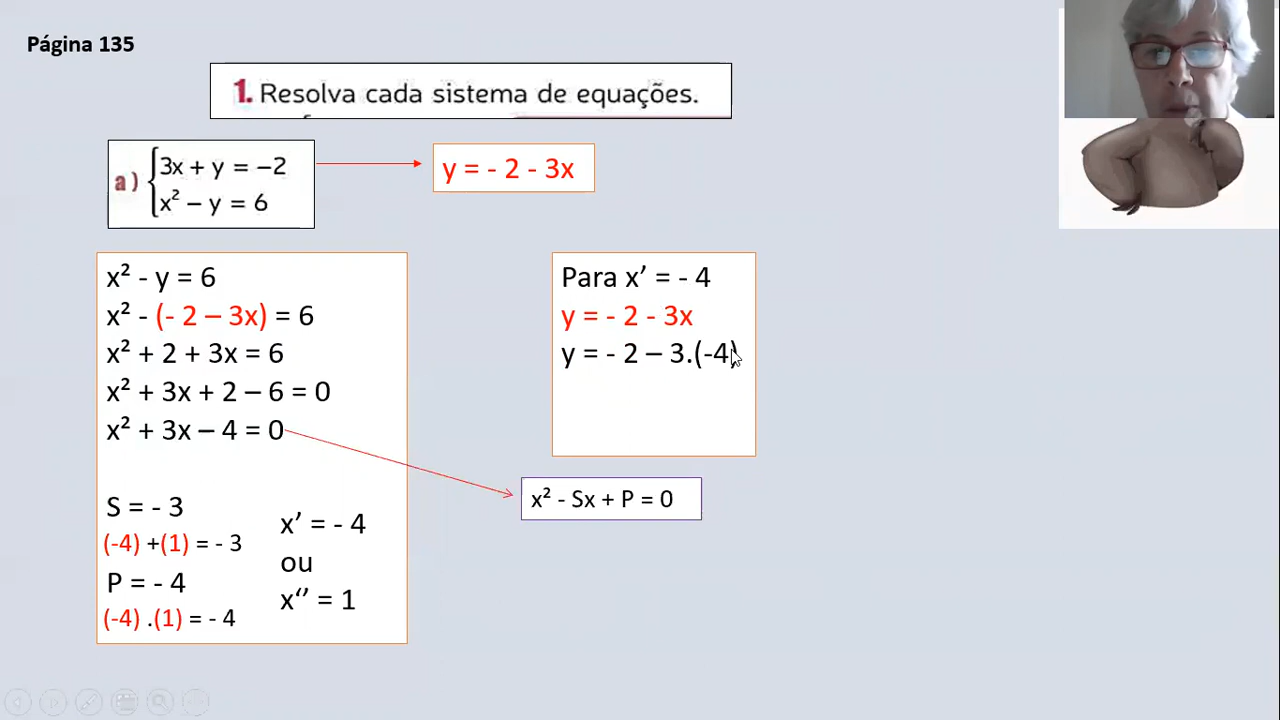 Página 135
1. Resolva cada sistema de equações.
a) 3x + y = −2
x² − y = 6
y = - 2 - 3x
x² - y = 6
x² - (- 2 – 3x) = 6
x² + 2 + 3x = 6
x² + 3x + 2 – 6 = 0
x² + 3x – 4 = 0
S = - 3
(-4) +(1) = - 3
P = - 4
(-4) .(1) = - 4
x’ = - 4
ou
x‘’ = 1
Para x’ = - 4
y = - 2 - 3x
y = - 2 – 3.(-4)
x² - Sx + P = 0